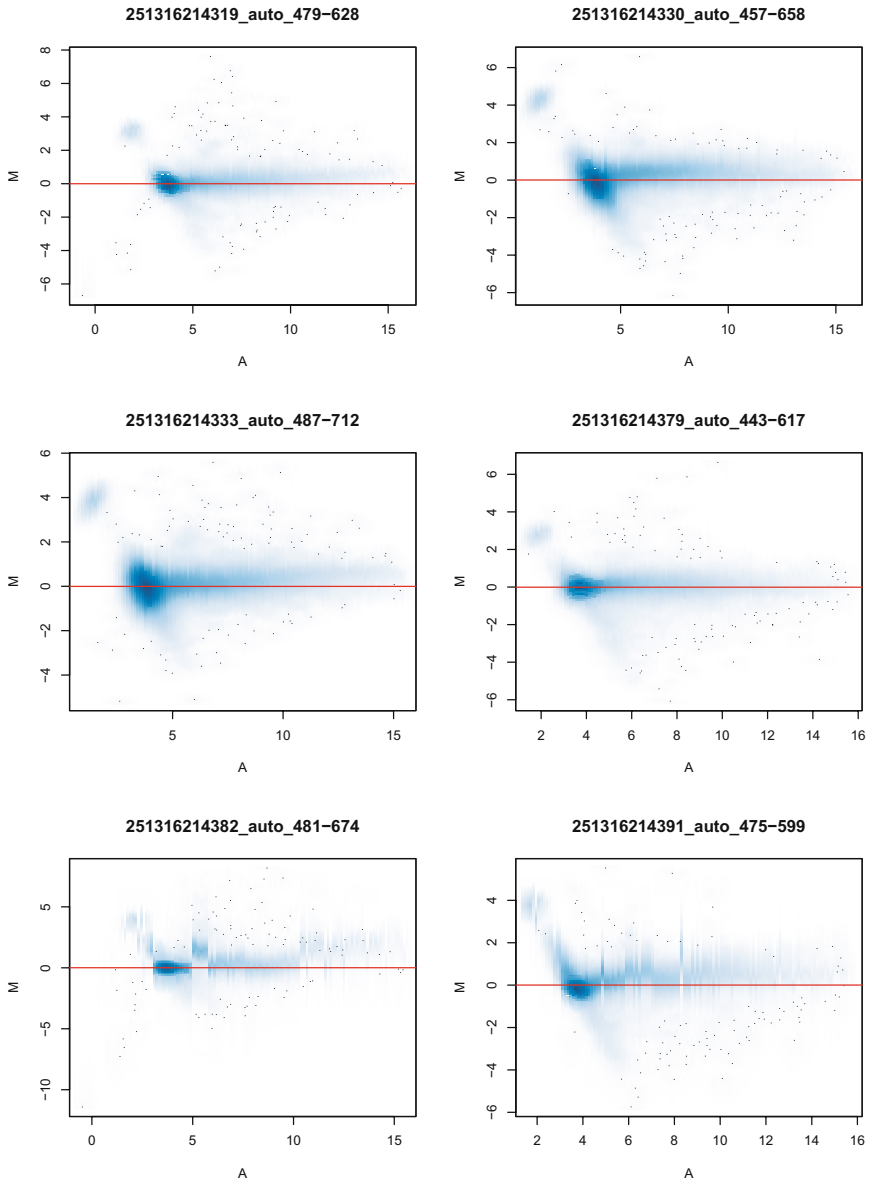 251316214319_auto_479−628
8
6
4
2
0
−2
−4
−6
M
0 5 10 15
A
251316214330_auto_457−658
6
4
2
0
−2
−4
−6
M
5 10 15
A
251316214333_auto_487−712
6
4
2
0
−2
−4
M
5 10 15
A
251316214379_auto_443−617
6
4
2
0
−2
−4
−6
M
2 4 6 8 10 12 14 16
A
251316214382_auto_481−674
5
0
−5
−10
M
0 5 10 15
A
251316214391_auto_475−599
4
2
0
−2
−4
−6
M
2 4 6 8 10 12 14 16
A